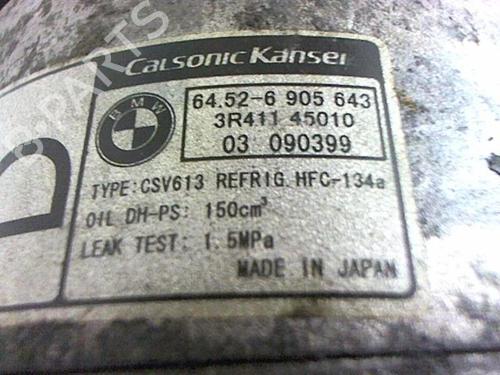 Calsonic Kansei
BMW
64.52-6 905 643
3R411 45010
03 090399
TYPE:CSV613 REFRIG.HFC-134a
OIL DH-PS: 150cm³
LEAK TEST: 1.5MPa
MADE IN JAPAN
PARTS